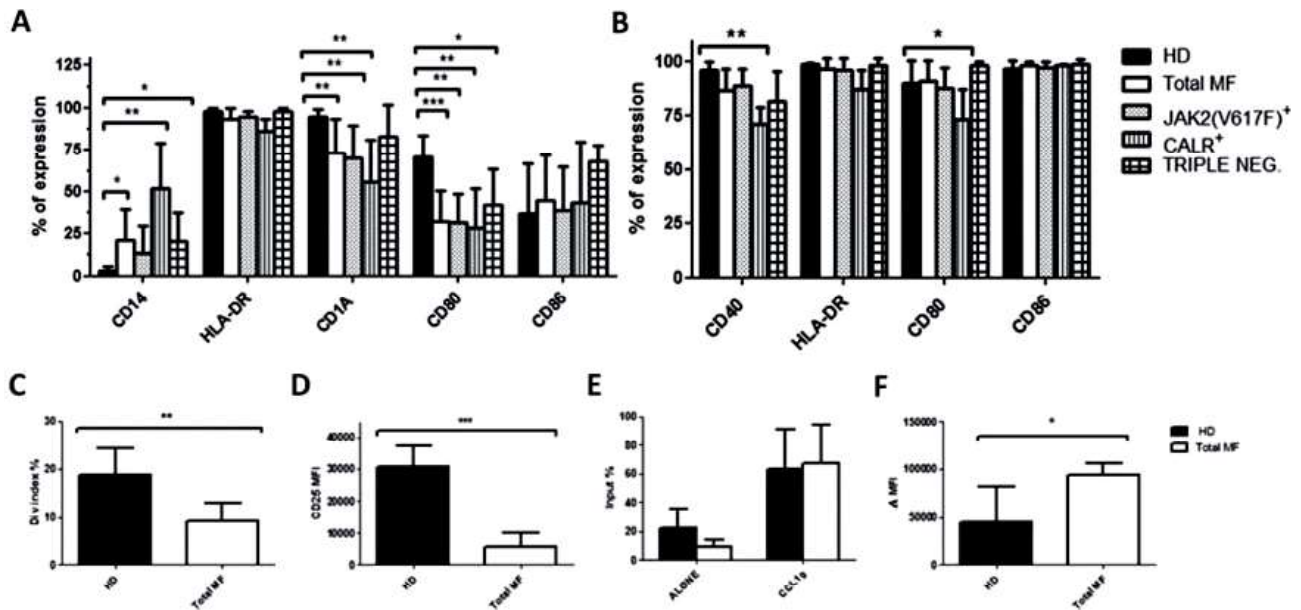 A
% of expression
125
100
75
50
25
0
*
**
*
**
**
**
*
**
**
***
CD14
HLA-DR
CD1A
CD80
CD86
B
% of expression
100
75
50
25
0
**
*
CD40
HLA-DR
CD80
CD86
HD
Total MF
JAK2(V617F)+
CALR+
TRIPLE NEG.
C
Div index %
30
20
10
0
**
HD
Total MF
D
CD25 MFI
40000
30000
20000
10000
0
***
HD
Total MF
E
Input %
100
80
60
40
20
0
ALONE
F
Δ MFI
150000
100000
50000
0
*
HD
Total MF
HD
Total MF